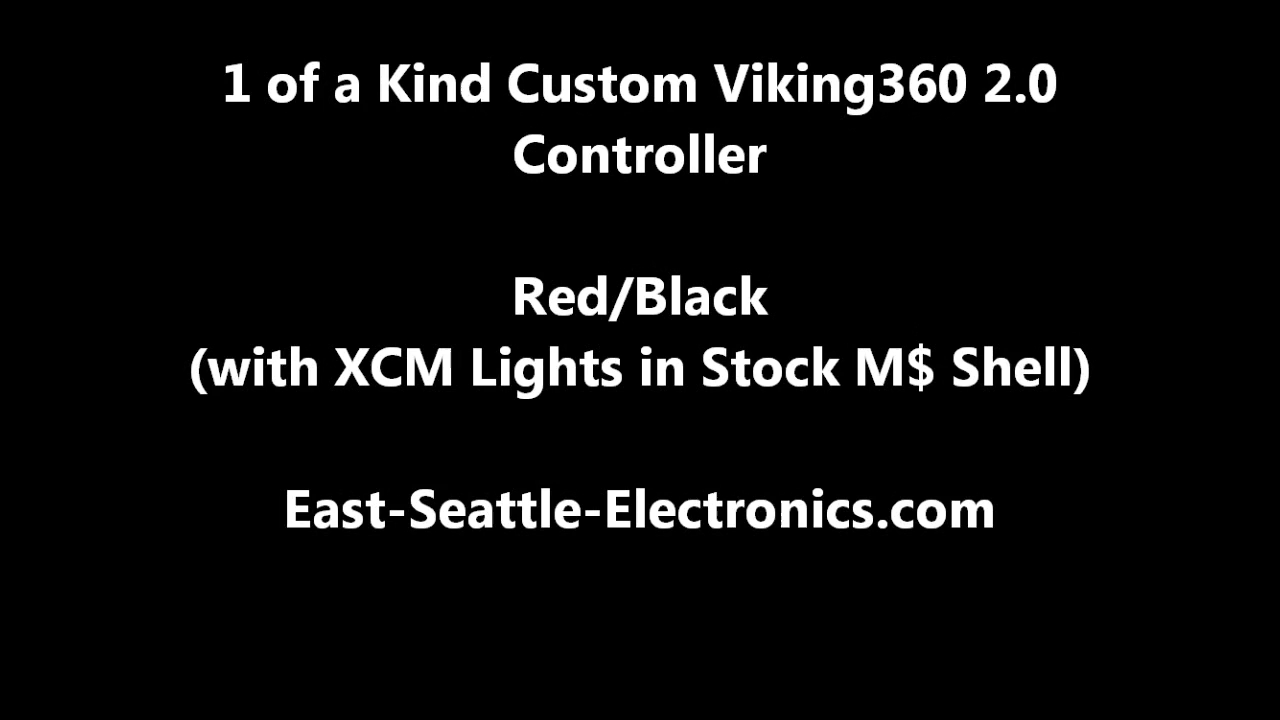 1 of a Kind Custom Viking360 2.0
Controller
Red/Black
(with XCM Lights in Stock M$ Shell)
East-Seattle-Electronics.com